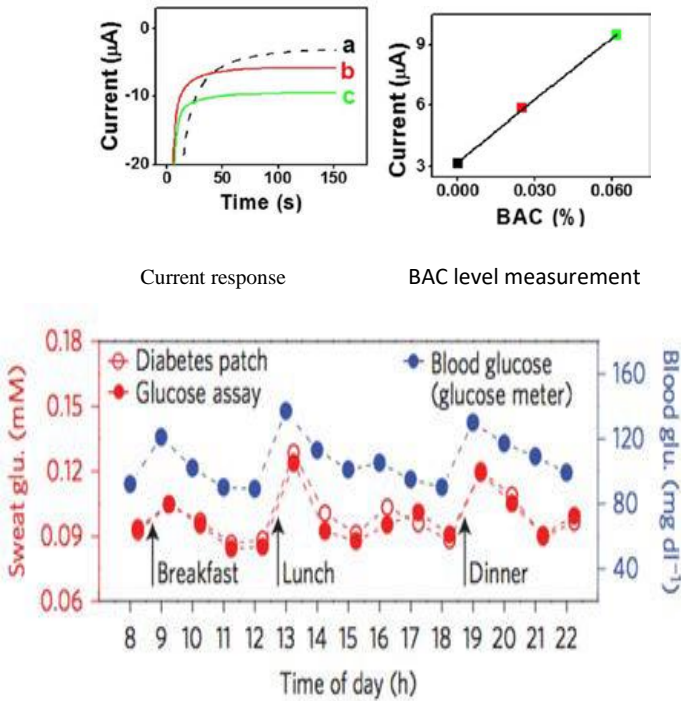 0
-10
-20
Current (µA)
a
b
c
0 50 100 150
Time (s)
9
6
3
Current (µA)
0.000 0.030 0.060
BAC (%)
Current response
BAC level measurement
0.18
0.15
0.12
0.09
0.06
Sweat glu. (mM)
Diabetes patch
Glucose assay
Blood glucose
(glucose meter)
160
120
80
40
Blood glu. (mg dl⁻¹)
Breakfast
Lunch
Dinner
8 9 10 11 12 13 14 15 16 17 18 19 20 21 22
Time of day (h)